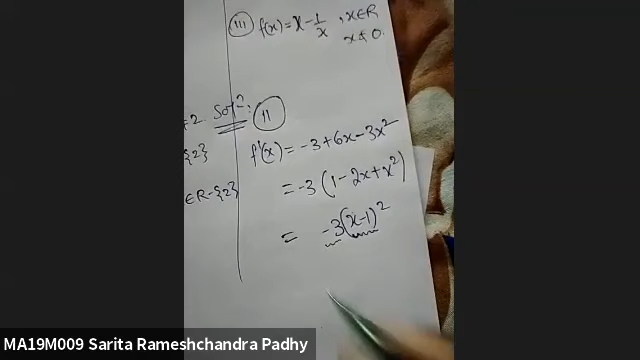 (iii) f(x) = x - 1/x , x∈R
x ≠ 0.
+2. Sol^n:
{2}
∈R-{2}
(ii)
f'(x) = -3+6x-3x²
= -3(1-2x+x²)
= -3(x-1)²
MA19M009 Sarita Rameshchandra Padhy